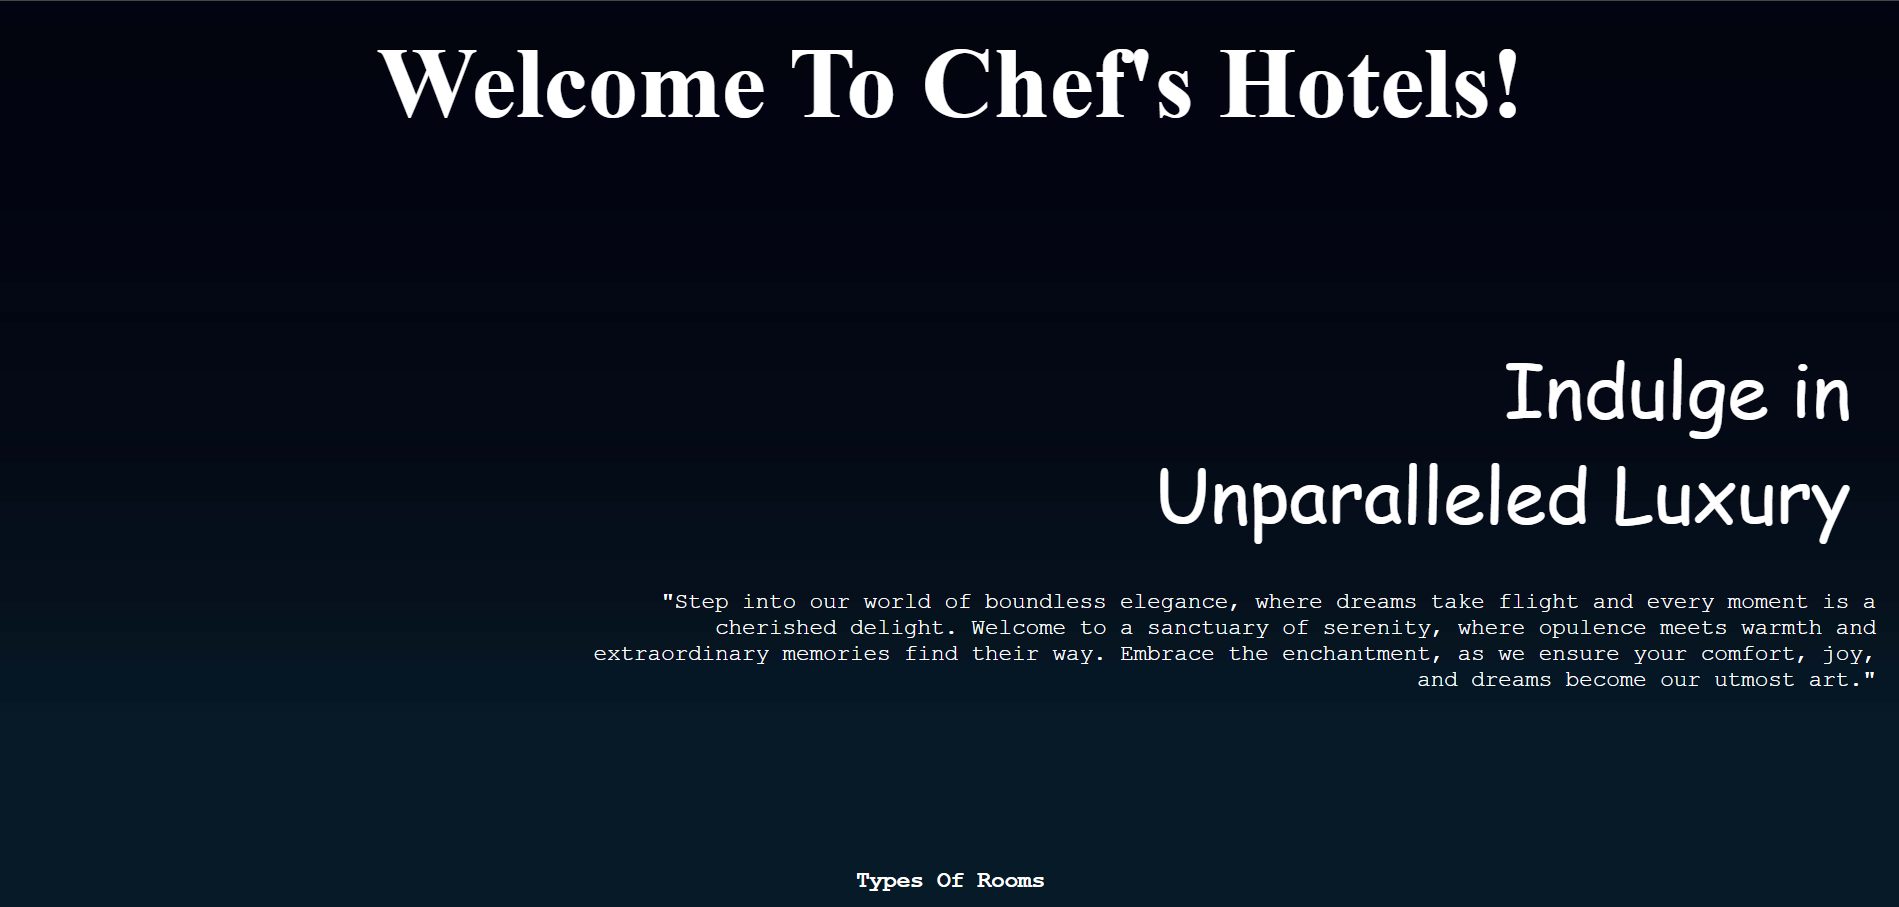 Welcome To Chef's Hotels!
Indulge in
Unparalleled Luxury
"Step into our world of boundless elegance, where dreams take flight and every moment is a
cherished delight. Welcome to a sanctuary of serenity, where opulence meets warmth and
extraordinary memories find their way. Embrace the enchantment, as we ensure your comfort, joy,
and dreams become our utmost art."
Types Of Rooms